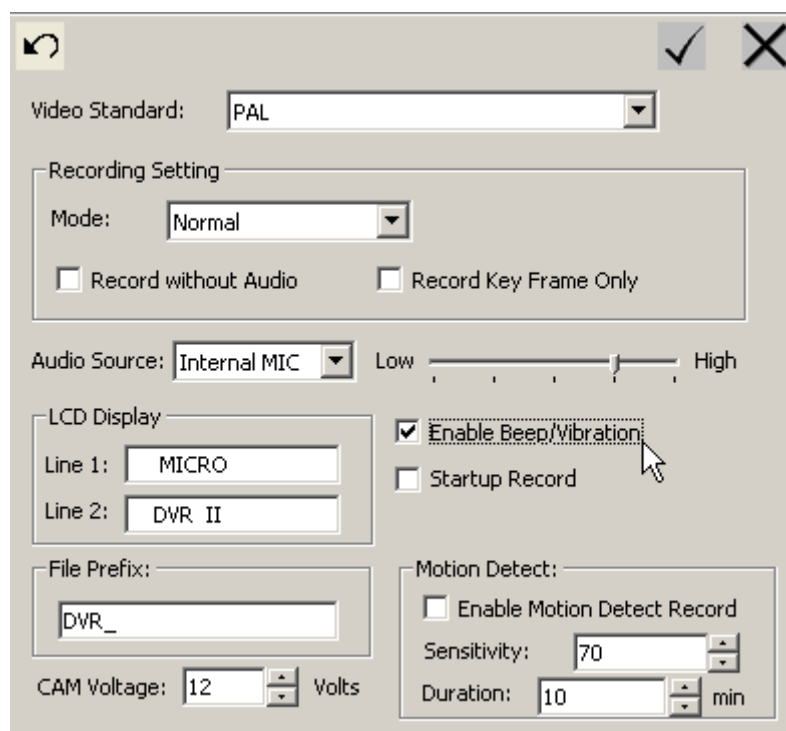 Video Standard: PAL
Recording Setting
Mode: Normal
Record without Audio Record Key Frame Only
Audio Source: Internal MIC Low High
LCD Display
Line 1: MICRO
Line 2: DVR II
Enable Beep/Vibration
Startup Record
File Prefix:
DVR_
CAM Voltage: 12 Volts
Motion Detect:
Enable Motion Detect Record
Sensitivity: 70
Duration: 10 min